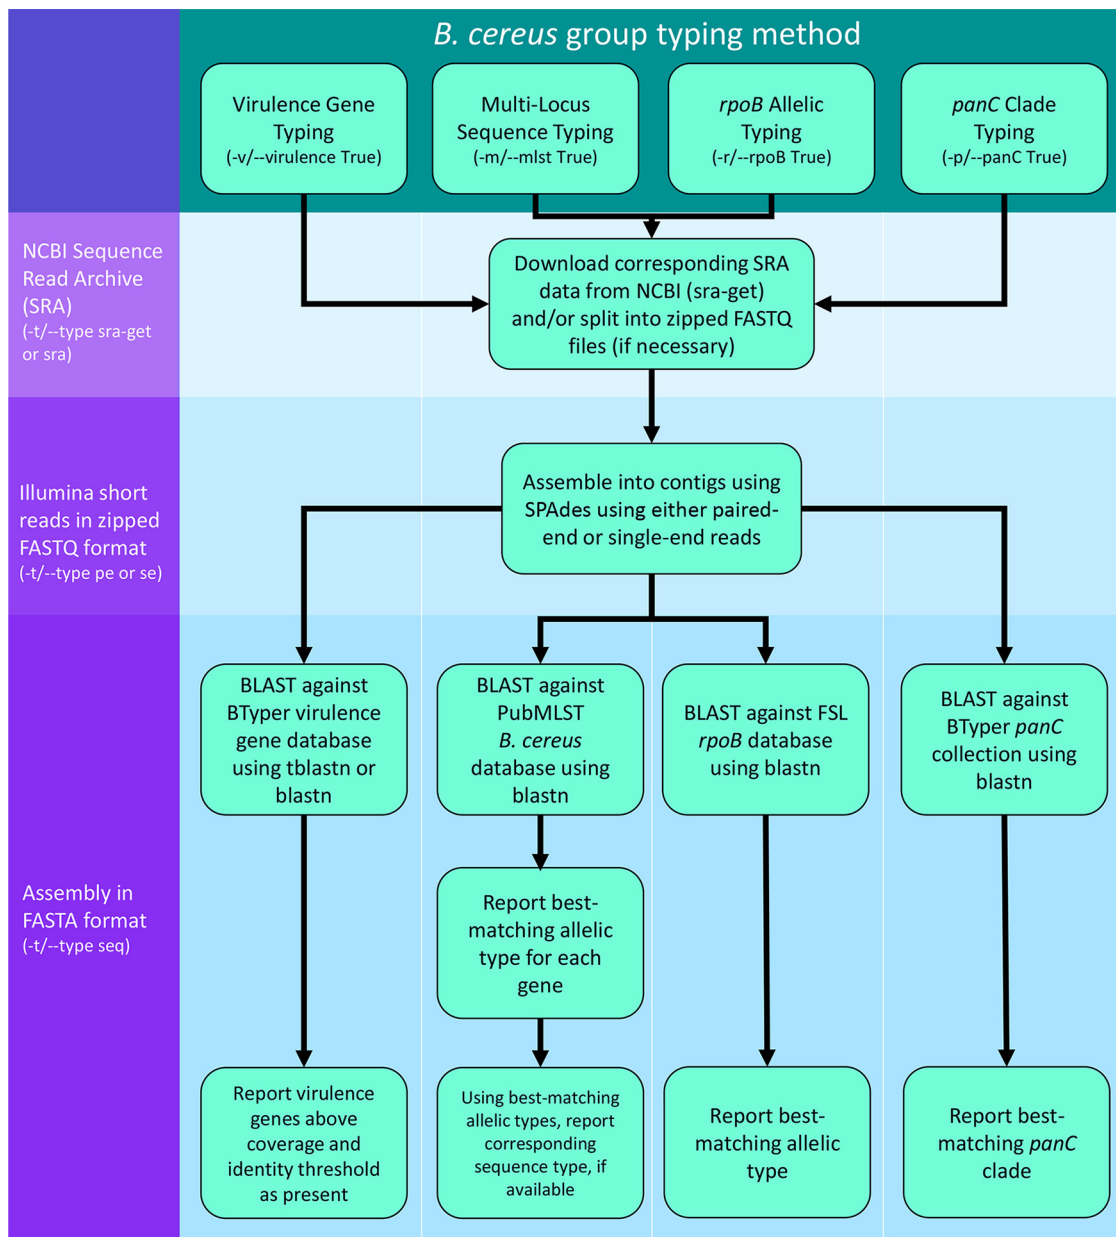 B. cereus group typing method
Virulence Gene
Typing
(-v/--virulence True)
Multi-Locus
Sequence Typing
(-m/--mlst True)
rpoB Allelic
Typing
(-r/--rpoB True)
panC Clade
Typing
(-p/--panC True)
NCBI Sequence
Read Archive
(SRA)
(-t/--type sra-get
or sra)
Download corresponding SRA
data from NCBI (sra-get)
and/or split into zipped FASTQ
files (if necessary)
Illumina short
reads in zipped
FASTQ format
(-t/--type pe or se)
Assemble into contigs using
SPAdes using either paired-
end or single-end reads
Assembly in
FASTA format
(-t/--type seq)
BLAST against
BTyper virulence
gene database
using tblastn or
blastn
BLAST against
PubMLST
B. cereus
database using
blastn
BLAST against FSL
rpoB database
using blastn
BLAST against
BTyper panC
collection using
blastn
Report best-
matching allelic
type for each
gene
Report virulence
genes above
coverage and
identity threshold
as present
Using best-matching
allelic types, report
corresponding
sequence type, if
available
Report best-
matching allelic
type
Report best-
matching panC
clade